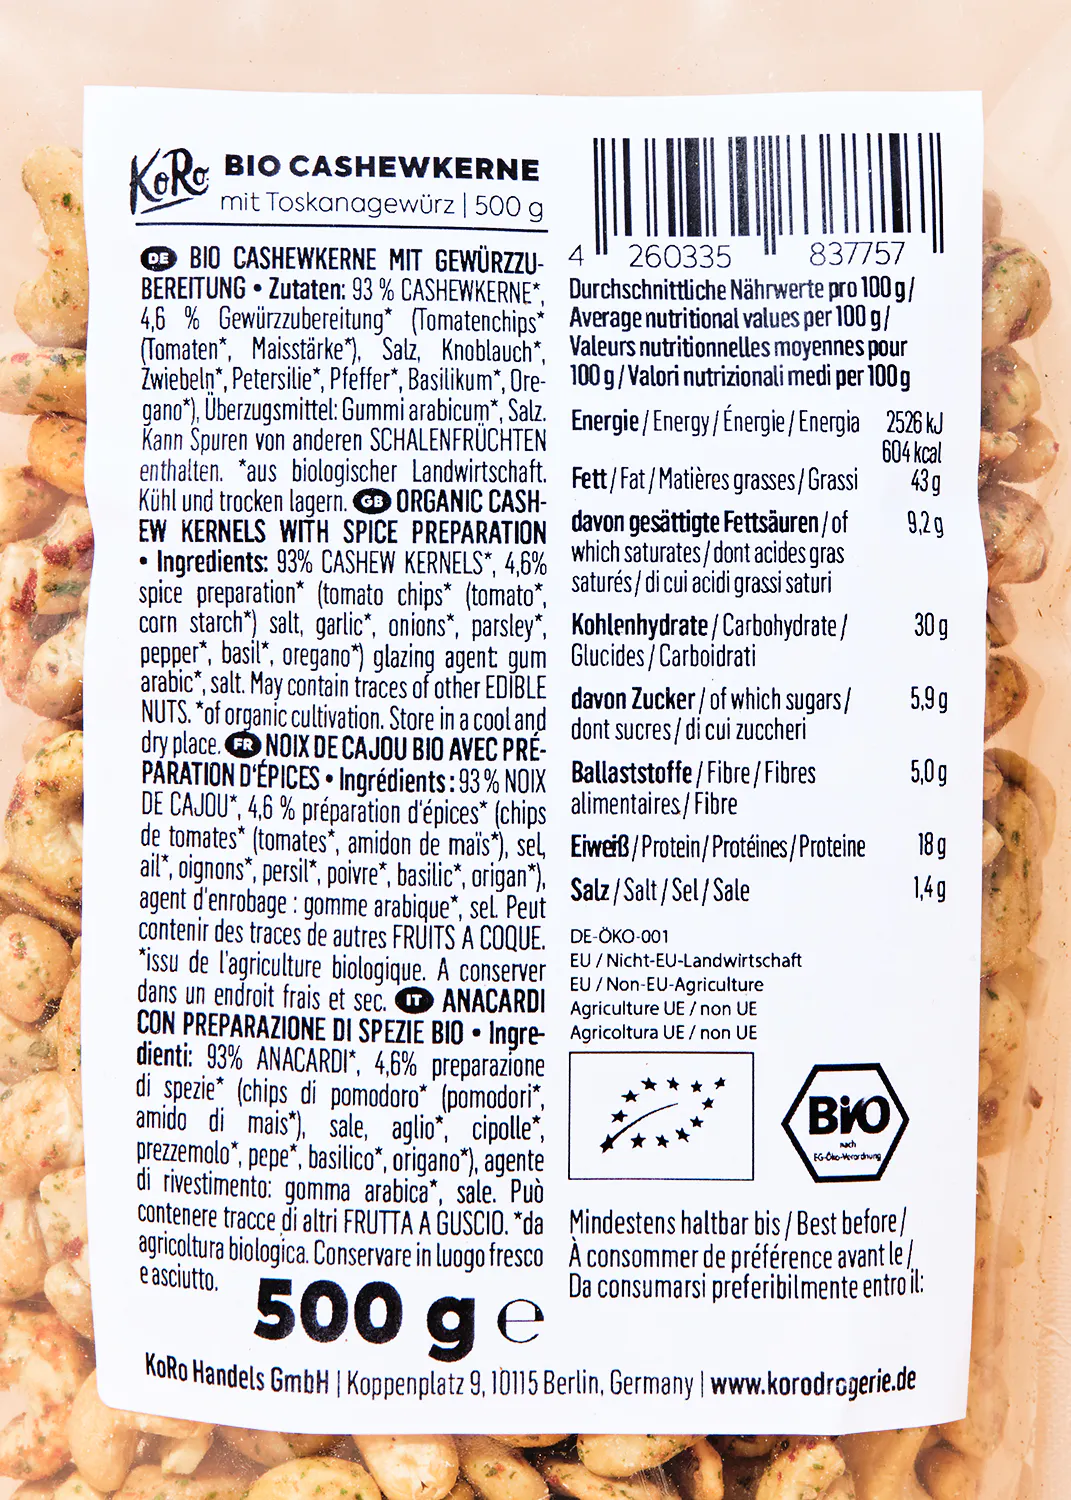 KoRo
BIO CASHEWKERNE
mit Toskanagewürz | 500 g
DE BIO CASHEWKERNE MIT GEWÜRZZU-
BEREITUNG • Zutaten: 93 % CASHEWKERNE*,
4,6 % Gewürzzubereitung* (Tomatenchips*
(Tomaten*, Maisstärke*), Salz, Knoblauch*,
Zwiebeln*, Petersilie*, Pfeffer*, Basilikum*, Ore-
gano*), Überzugsmittel: Gummi arabicum*, Salz.
Kann Spuren von anderen SCHALENFRÜCHTEN
enthalten. *aus biologischer Landwirtschaft.
Kühl und trocken lagern. GB ORGANIC CASH-
EW KERNELS WITH SPICE PREPARATION
• Ingredients: 93% CASHEW KERNELS*, 4,6%
spice preparation* (tomato chips* (tomato*,
corn starch*) salt, garlic*, onions*, parsley*,
pepper*, basil*, oregano*) glazing agent: gum
arabic*, salt. May contain traces of other EDIBLE
NUTS. *of organic cultivation. Store in a cool and
dry place. FR NOIX DE CAJOU BIO AVEC PRÉ-
PARATION D'ÉPICES • Ingrédients: 93 % NOIX
DE CAJOU*, 4,6 % préparation d'épices* (chips
de tomates* (tomates*, amidon de maïs*), sel,
ail*, oignons*, persil*, poivre*, basilic*, origan*),
agent d'enrobage : gomme arabique*, sel. Peut
contenir des traces de autres FRUITS A COQUE.
*issu de l'agriculture biologique. A conserver
dans un endroit frais et sec. IT ANACARDI
CON PREPARAZIONE DI SPEZIE BIO • Ingre-
dienti: 93% ANACARDI*, 4,6% preparazione
di spezie* (chips di pomodoro* (pomodori*,
amido di mais*), sale, aglio*, cipolle*,
prezzemolo*, pepe*, basilico*, origano*), agente
di rivestimento: gomma arabica*, sale. Può
contenere tracce di altri FRUTTA A GUSCIO. *da
agricoltura biologica. Conservare in luogo fresco
e asciutto.
500 g e
4 260335 837757
Durchschnittliche Nährwerte pro 100 g/
Average nutritional values per 100 g/
Valeurs nutritionnelles moyennes pour
100 g / Valori nutrizionali medi per 100 g
Energie / Energy / Énergie / Energia 2526 kJ
604 kcal
Fett / Fat / Matières grasses / Grassi 43 g
davon gesättigte Fettsäuren / of 9,2 g
which saturates / dont acides gras
saturés / di cui acidi grassi saturi
Kohlenhydrate / Carbohydrate / 30 g
Glucides / Carboidrati
davon Zucker / of which sugars / 5,9 g
dont sucres / di cui zuccheri
Ballaststoffe / Fibre / Fibres 5,0 g
alimentaires / Fibre
Eiweiß / Protein / Protéines / Proteine 18 g
Salz / Salt / Sel / Sale 1,4 g
DE-ÖKO-001
EU / Nicht-EU-Landwirtschaft
EU / Non-EU-Agriculture
Agriculture UE / non UE
Agricoltura UE / non UE
BIO
nach
EG-Öko-Verordnung
Mindestens haltbar bis / Best before /
À consommer de préférence avant le /
Da consumarsi preferibilmente entro il:
KoRo Handels GmbH | Koppenplatz 9, 10115 Berlin, Germany | www.korodrogerie.de